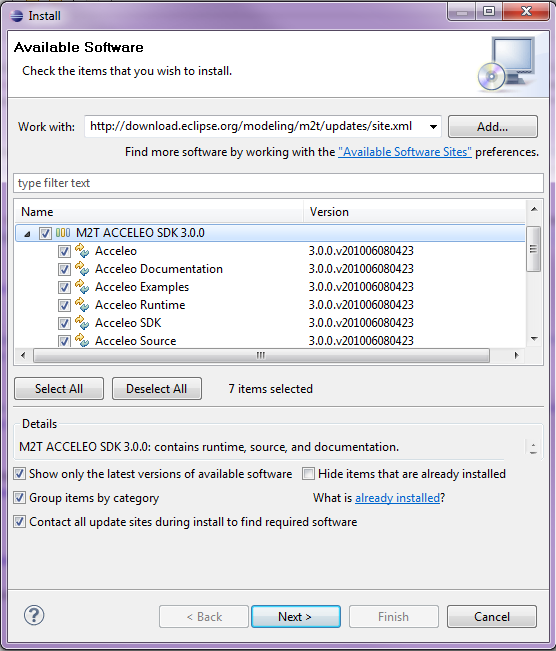 Install
Available Software
Check the items that you wish to install.
Work with: http://download.eclipse.org/modeling/m2t/updates/site.xml Add...
Find more software by working with the "Available Software Sites" preferences.
type filter text
Name Version
M2T ACCELEO SDK 3.0.0
Acceleo 3.0.0.v201006080423
Acceleo Documentation 3.0.0.v201006080423
Acceleo Examples 3.0.0.v201006080423
Acceleo Runtime 3.0.0.v201006080423
Acceleo SDK 3.0.0.v201006080423
Acceleo Source 3.0.0.v201006080423
Select All Deselect All 7 items selected
Details
M2T ACCELEO SDK 3.0.0: contains runtime, source, and documentation.
Show only the latest versions of available software Hide items that are already installed
Group items by category What is already installed?
Contact all update sites during install to find required software
? < Back Next > Finish Cancel